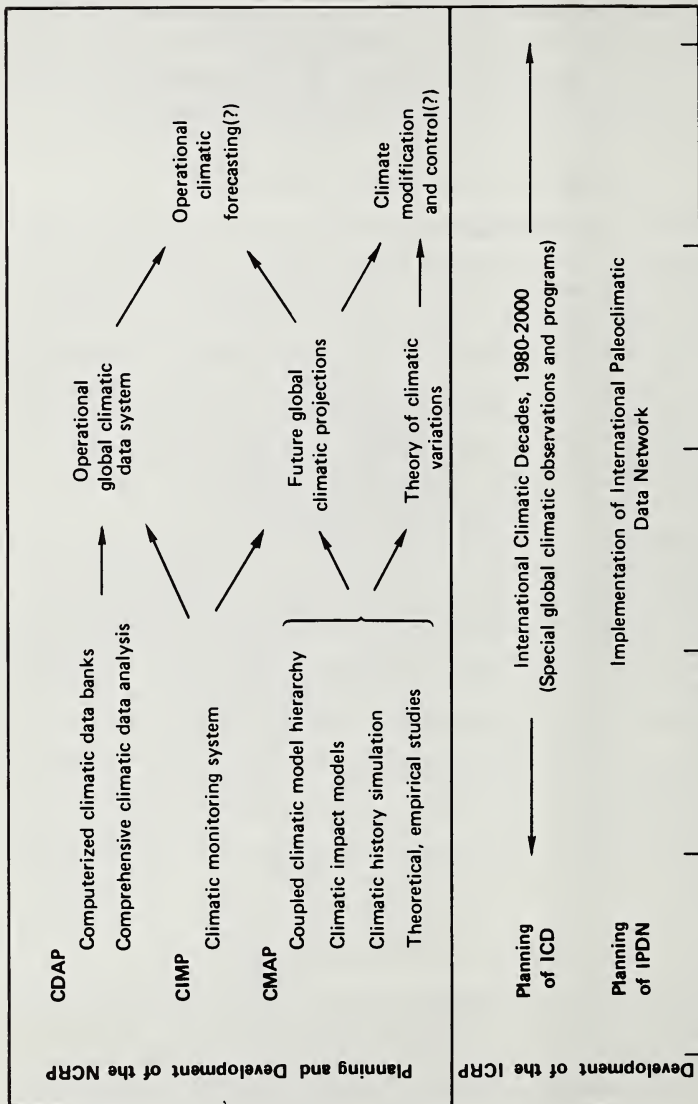 Planning and Development of the NCRP
CDAP
Computerized climatic data banks
Comprehensive climatic data analysis
CIMP
Climatic monitoring system
CMAP
Coupled climatic model hierarchy
Climatic impact models
Climatic history simulation
Theoretical, empirical studies
Operational
global climatic
data system
Future global
climatic projections
Theory of climatic
variations
Operational
climatic
forecasting(?)
Climate
modification
and control(?)
Development of the ICRP
Planning
of ICD
International Climatic Decades, 1980-2000
(Special global climatic observations and programs)
Planning
of IPDN
Implementation of International Paleoclimatic
Data Network